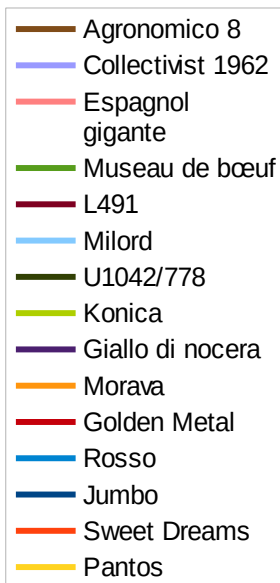 Agronomico 8
Collectivist 1962
Espagnol
gigante
Museau de bœuf
L491
Milord
U1042/778
Konica
Giallo di nocera
Morava
Golden Metal
Rosso
Jumbo
Sweet Dreams
Pantos